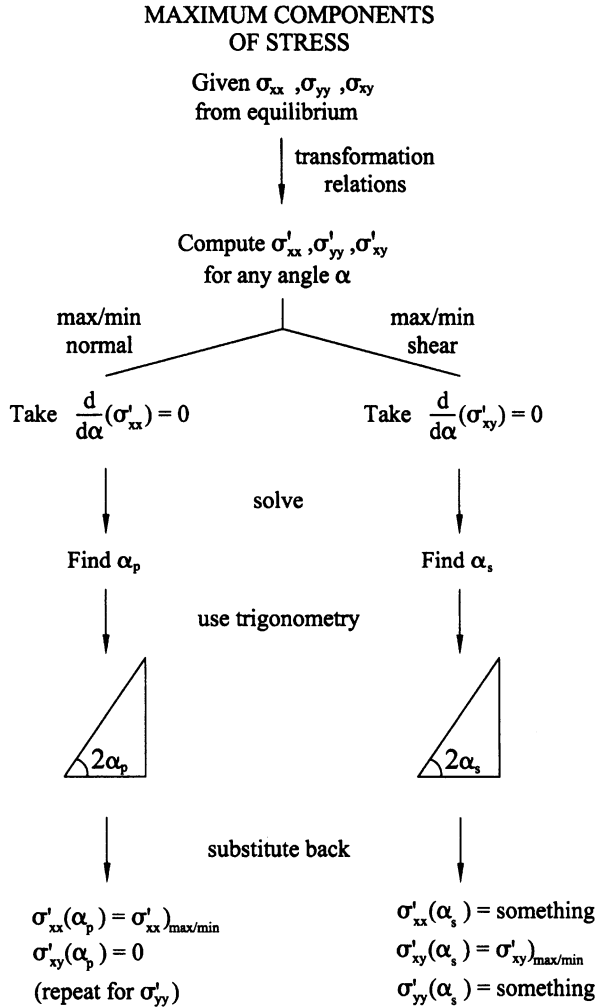 MAXIMUM COMPONENTS
OF STRESS
Given σxx ,σyy ,σxy
from equilibrium
transformation
relations
Compute σ'xx ,σ'yy ,σ'xy
for any angle α
max/min
normal
max/min
shear
Take d/dα(σ'xx) = 0
Take d/dα(σ'xy) = 0
solve
Find αp
Find αs
use trigonometry
2αp
2αs
substitute back
σ'xx(αp) = σ'xx)max/min
σ'xy(αp) = 0
(repeat for σ'yy)
σ'xx(αs) = something
σ'xy(αs) = σ'xy)max/min
σ'yy(αs) = something